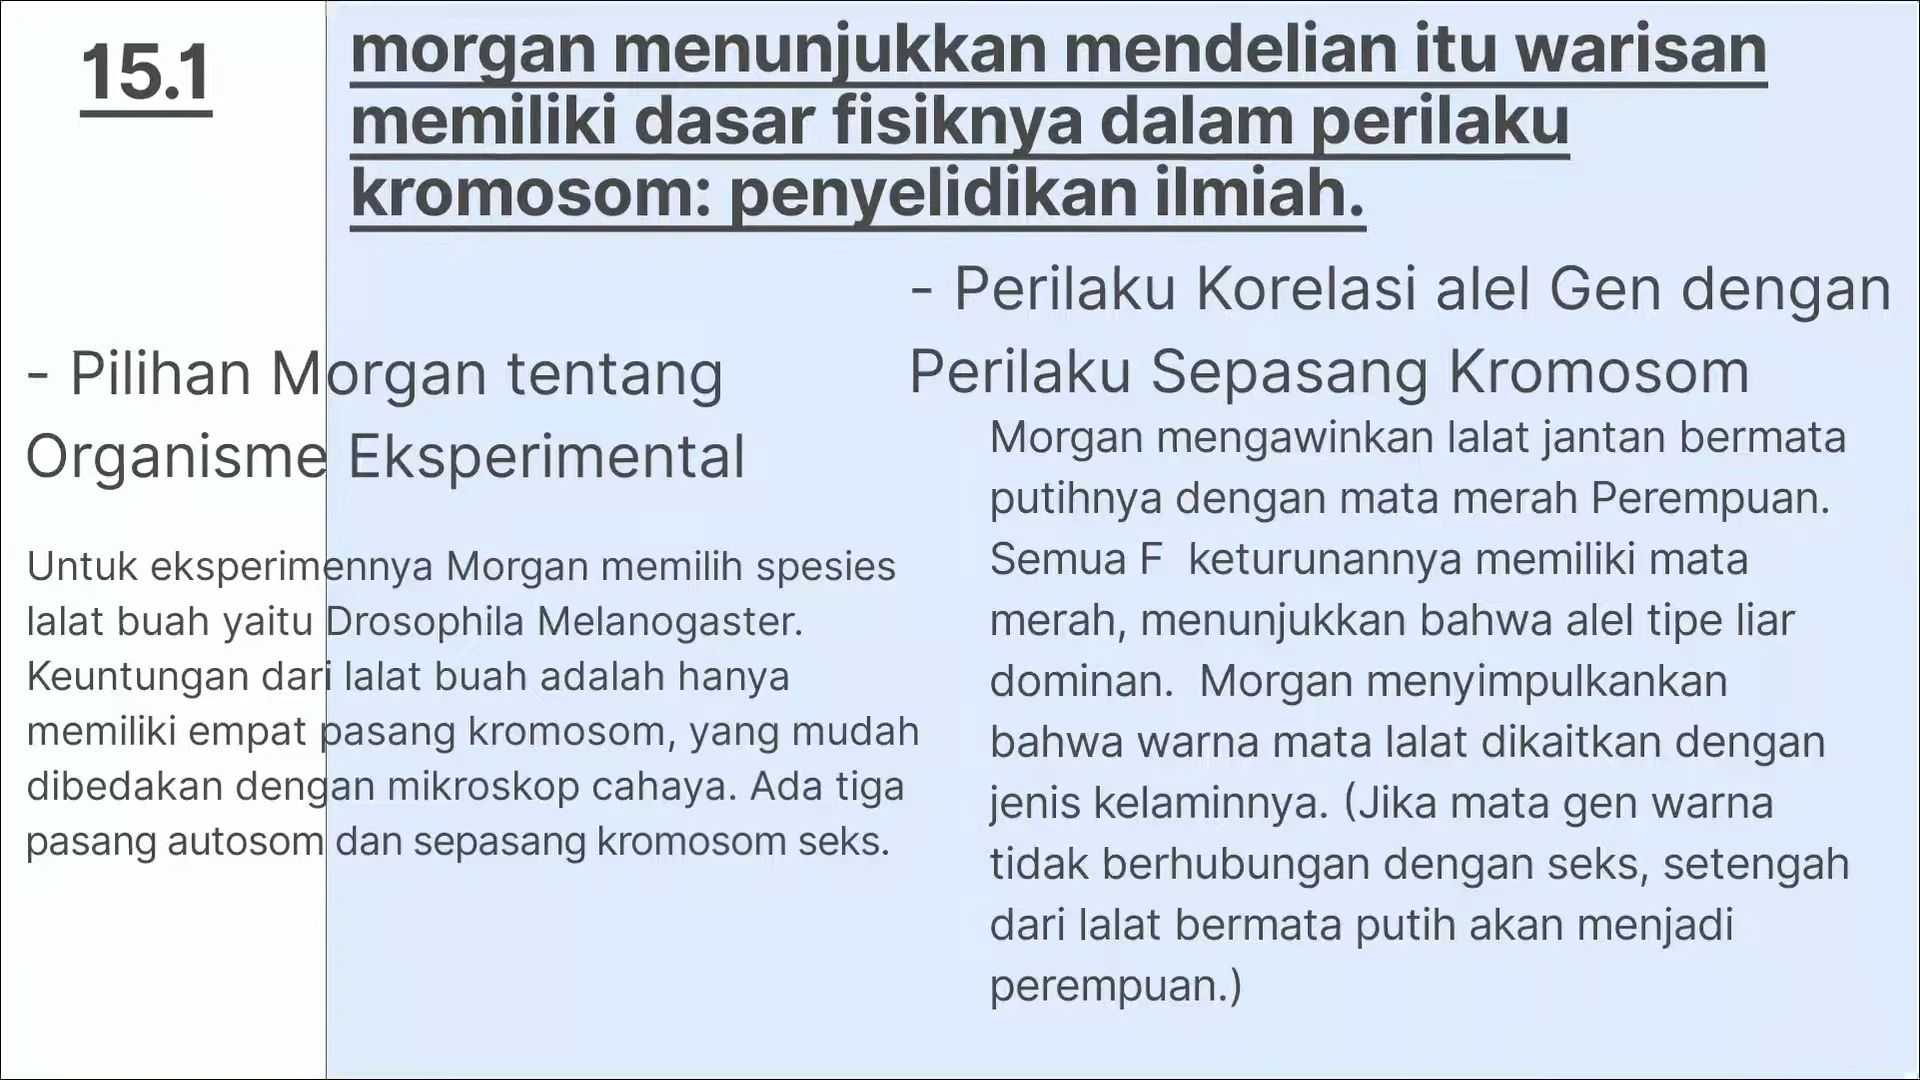 15.1
morgan menunjukkan mendelian itu warisan
memiliki dasar fisiknya dalam perilaku
kromosom: penyelidikan ilmiah.
- Pilihan Morgan tentang
Organisme Eksperimental
Untuk eksperimennya Morgan memilih spesies
lalat buah yaitu Drosophila Melanogaster.
Keuntungan dari lalat buah adalah hanya
memiliki empat pasang kromosom, yang mudah
dibedakan dengan mikroskop cahaya. Ada tiga
pasang autosom dan sepasang kromosom seks.
- Perilaku Korelasi alel Gen dengan
Perilaku Sepasang Kromosom
Morgan mengawinkan lalat jantan bermata
putihnya dengan mata merah Perempuan.
Semua F  keturunannya memiliki mata
merah, menunjukkan bahwa alel tipe liar
dominan.  Morgan menyimpulkankan
bahwa warna mata lalat dikaitkan dengan
jenis kelaminnya. (Jika mata gen warna
tidak berhubungan dengan seks, setengah
dari lalat bermata putih akan menjadi
perempuan.)